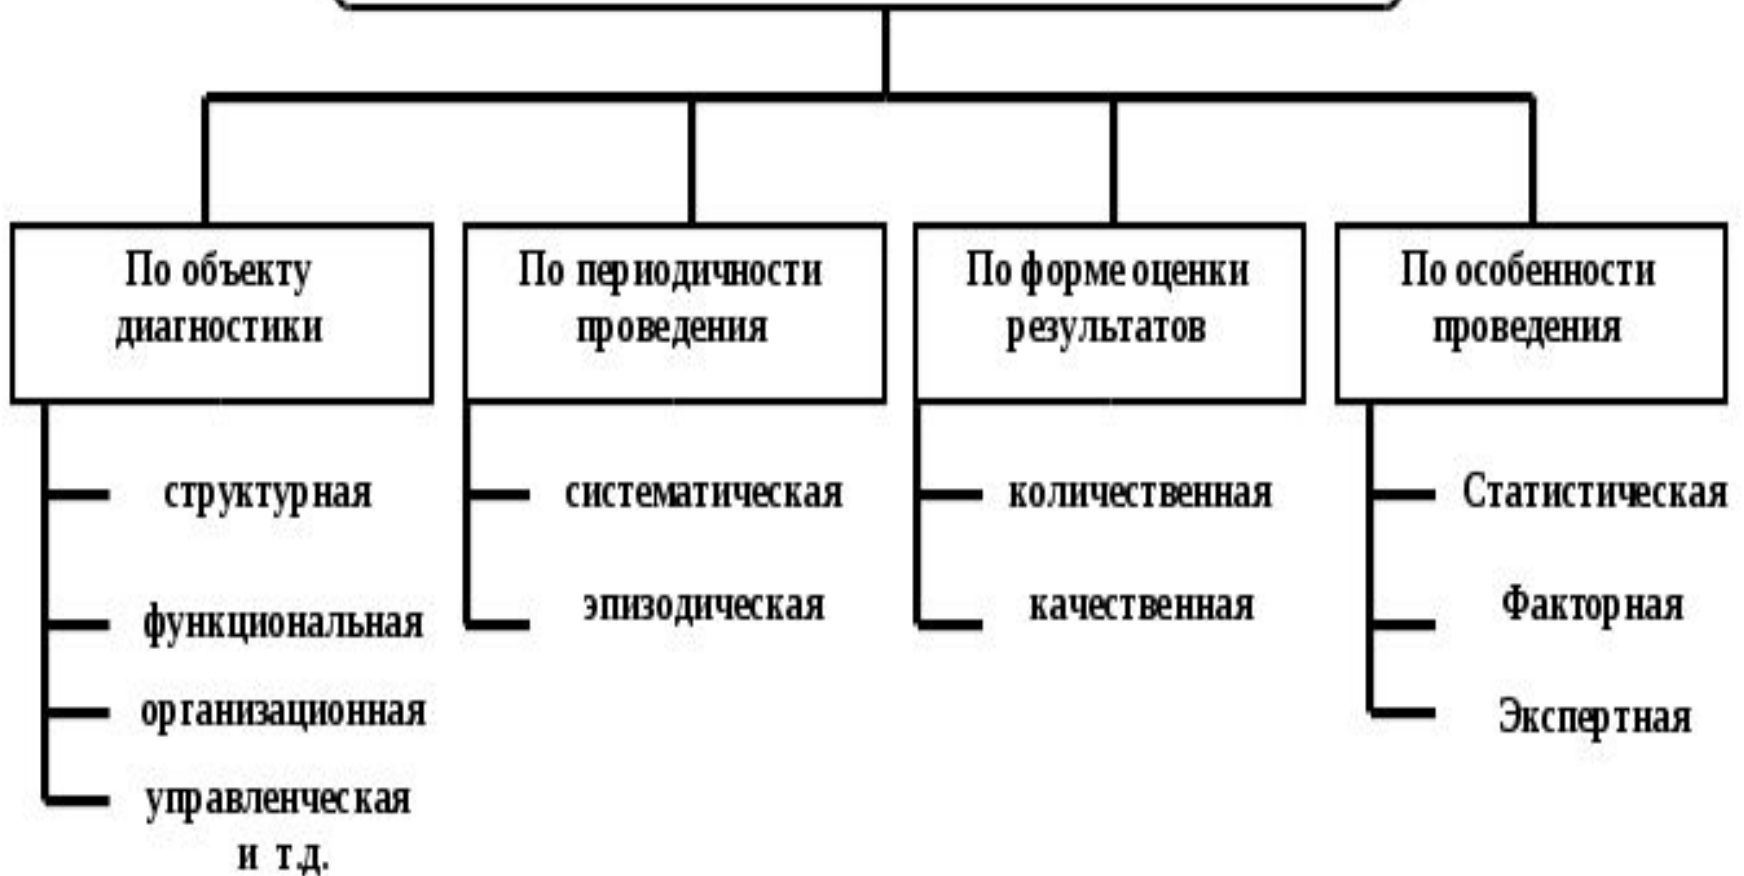 По объекту
диагностики
структурная
функциональная
организационная
управленческая
и т.д.
По периодичности
проведения
систематическая
эпизодическая
По форме оценки
результатов
количественная
качественная
По особенности
проведения
Статистическая
Факторная
Экспертная